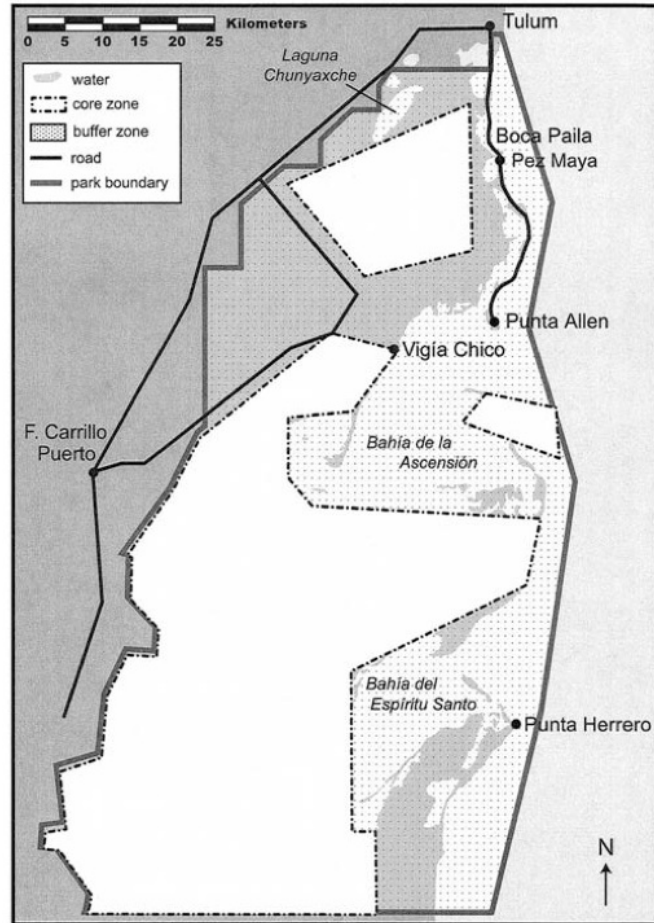 Kilometers
0 5 10 15 20 25
water
core zone
buffer zone
road
park boundary
Tulum
Laguna
Chunyaxche
Boca Paila
Pez Maya
Punta Allen
Vigía Chico
F. Carrillo
Puerto
Bahía de la
Ascensión
Bahía del
Espíritu Santo
Punta Herrero
N